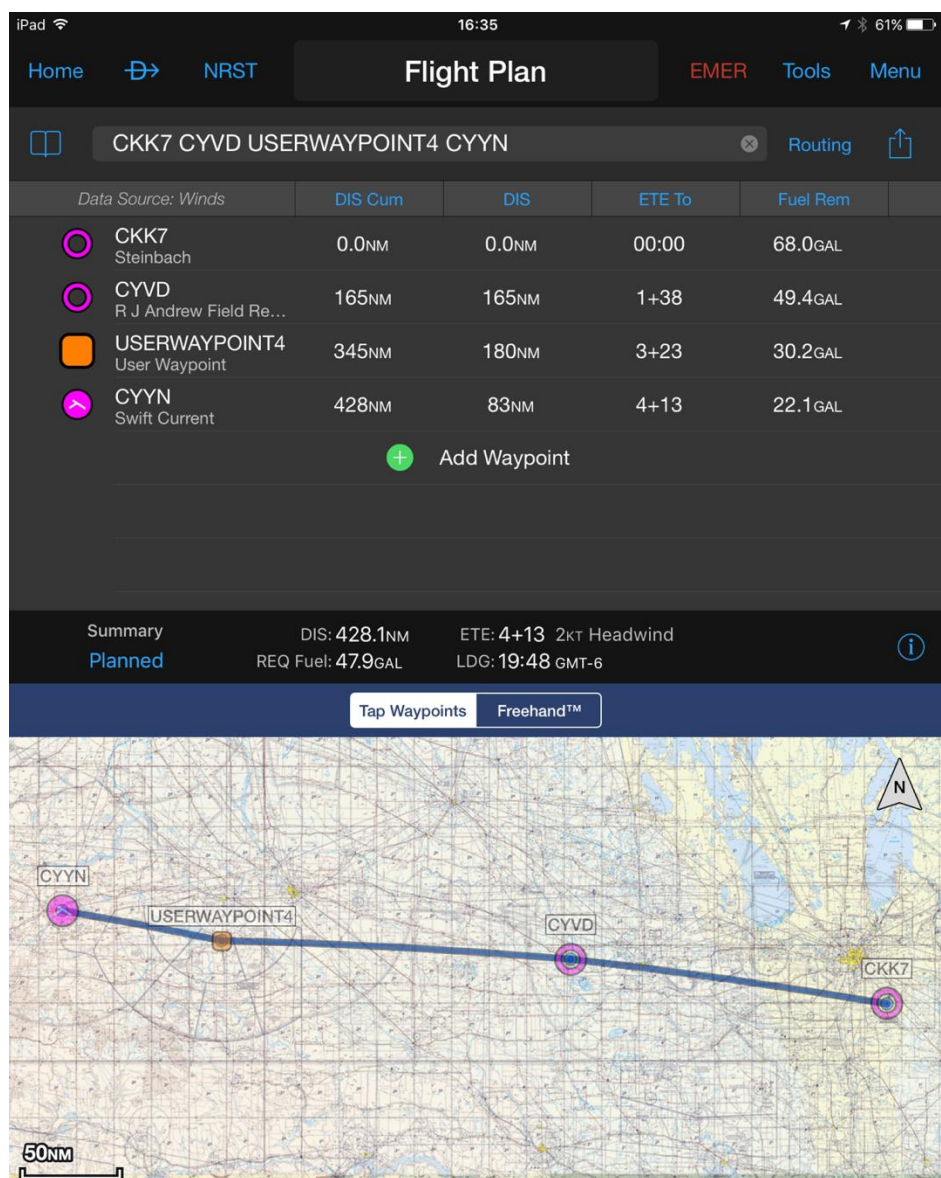 iPad 16:35 61%
Home D NRST Flight Plan EMER Tools Menu
CKK7 CYVD USERWAYPOINT4 CYYN Routing
Data Source: Winds DIS Cum DIS ETE To Fuel Rem
CKK7
Steinbach
0.0NM 0.0NM 00:00 68.0GAL
CYVD
R J Andrew Field Re...
165NM 165NM 1+38 49.4GAL
USERWAYPOINT4
User Waypoint
345NM 180NM 3+23 30.2GAL
CYYN
Swift Current
428NM 83NM 4+13 22.1GAL
Add Waypoint
Summary DIS: 428.1NM ETE: 4+13 2KT Headwind
Planned REQ Fuel: 47.9GAL LDG: 19:48 GMT-6
Tap Waypoints Freehand™
N
CYYN
USERWAYPOINT4
CYVD
CKK7
50NM